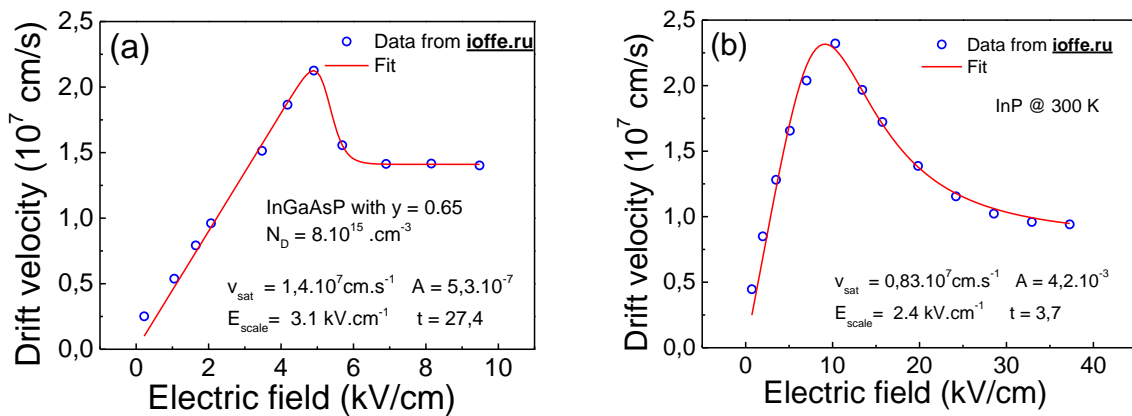 (a)
Data from ioffe.ru
Fit
InGaAsP with y = 0.65
N_D = 8.10^15 .cm^-3
v_sat = 1,4.10^7cm.s^-1 A = 5,3.10^-7
E_scale= 3.1 kV.cm^-1 t = 27,4
Drift velocity (10^7 cm/s)
2,5
2,0
1,5
1,0
0,5
0,0
0 2 4 6 8 10
Electric field (kV/cm)
(b)
Data from ioffe.ru
Fit
InP @ 300 K
v_sat = 0,83.10^7cm.s^-1 A = 4,2.10^-3
E_scale= 2.4 kV.cm^-1 t = 3,7
Drift velocity (10^7 cm/s)
2,5
2,0
1,5
1,0
0,5
0,0
0 10 20 30 40
Electric field (kV/cm)